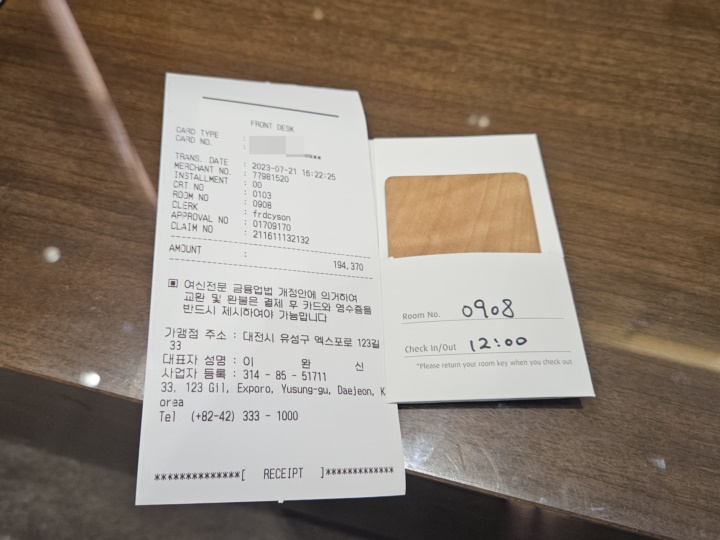 FRONT DESK
CARD TYPE :
CARD NO. : **
TRANS. DATE : 2023-07-21 16:22:25
MERCHANT NO. : 77981520
INSTALLMENT : 00
CRT NO : 0103
ROOM NO : 0908
CLERK : frdcyson
APPROVAL NO : 01709170
CLAIM NO : 211611132132
AMOUNT : 194,370
▣ 여신전문 금융업법 개정안에 의거하여
교환 및 환불은 결제 후 카드와 영수증을
반드시 제시하여야 가능합니다
가맹점 주소 : 대전시 유성구 엑스포로 123길
33
대표자 성명 : 이 완 신
사업자 등록 : 314 - 85 - 51711
33. 123 Gil, Exporo, Yusung-gu, Daejeon, K
orea
Tel (+82-42) 333 - 1000
**************[ RECEIPT ]*************
Room No. 0908
Check In/Out 12:00
*Please return your room key when you check out